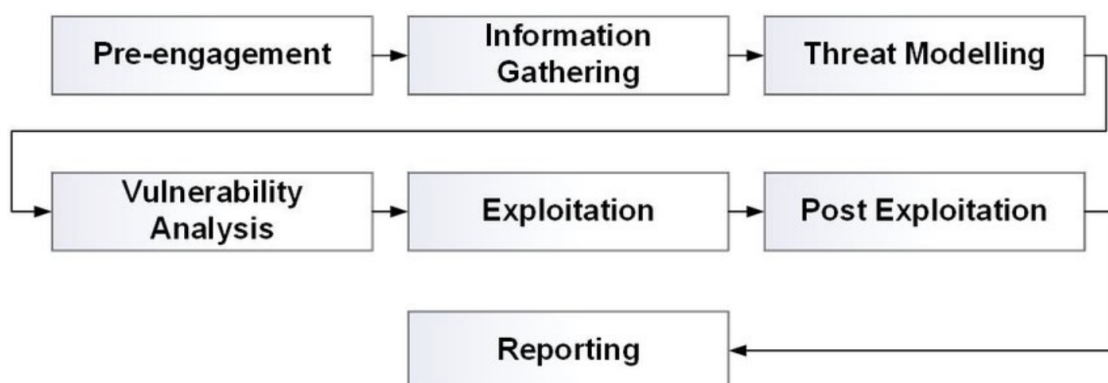 Pre-engagement
Information
Gathering
Threat Modelling
Vulnerability
Analysis
Exploitation
Post Exploitation
Reporting